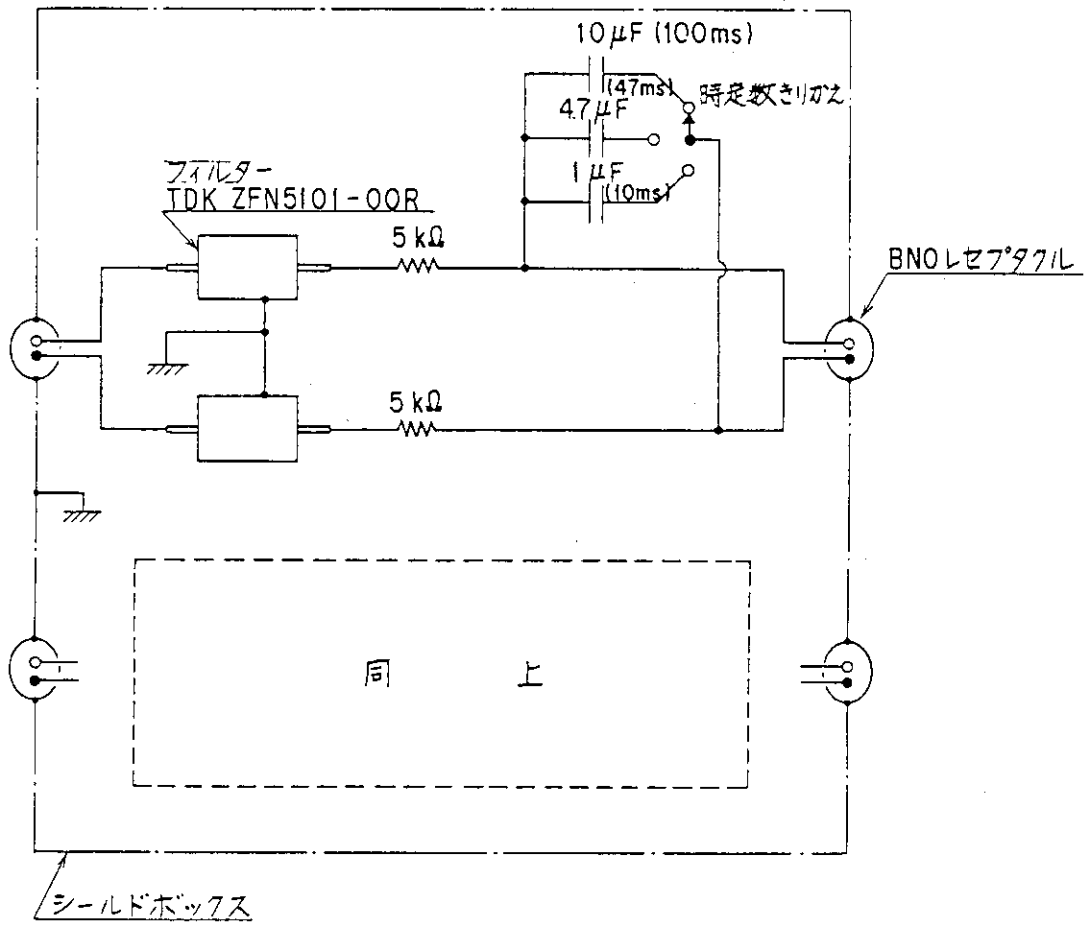 10μF (100ms)
(47ms)
時定数きりかえ
4.7μF
1μF
(10ms)
フィルター
TDK ZFN5101-00R
5kΩ
BNOレセプタクル
5kΩ
同 上
シールドボックス